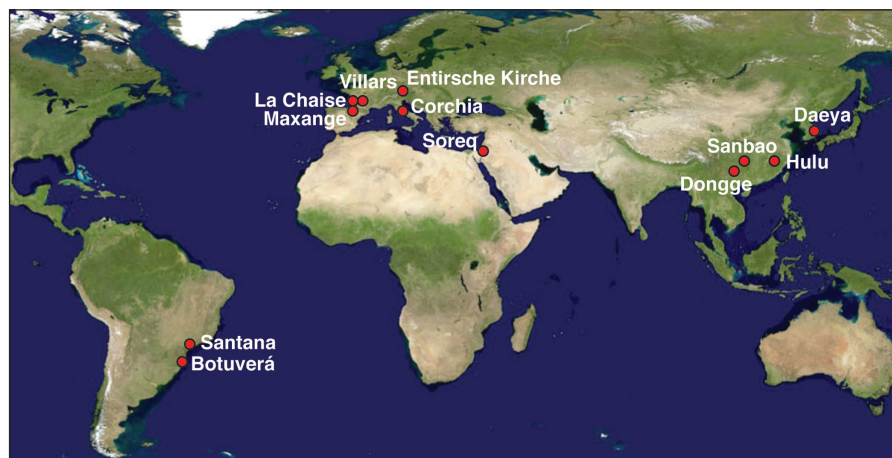 Villars
Entirsche Kirche
La Chaise
Corchia
Maxange
Soreq
Daeya
Sanbao
Hulu
Dongge
Santana
Botuverá